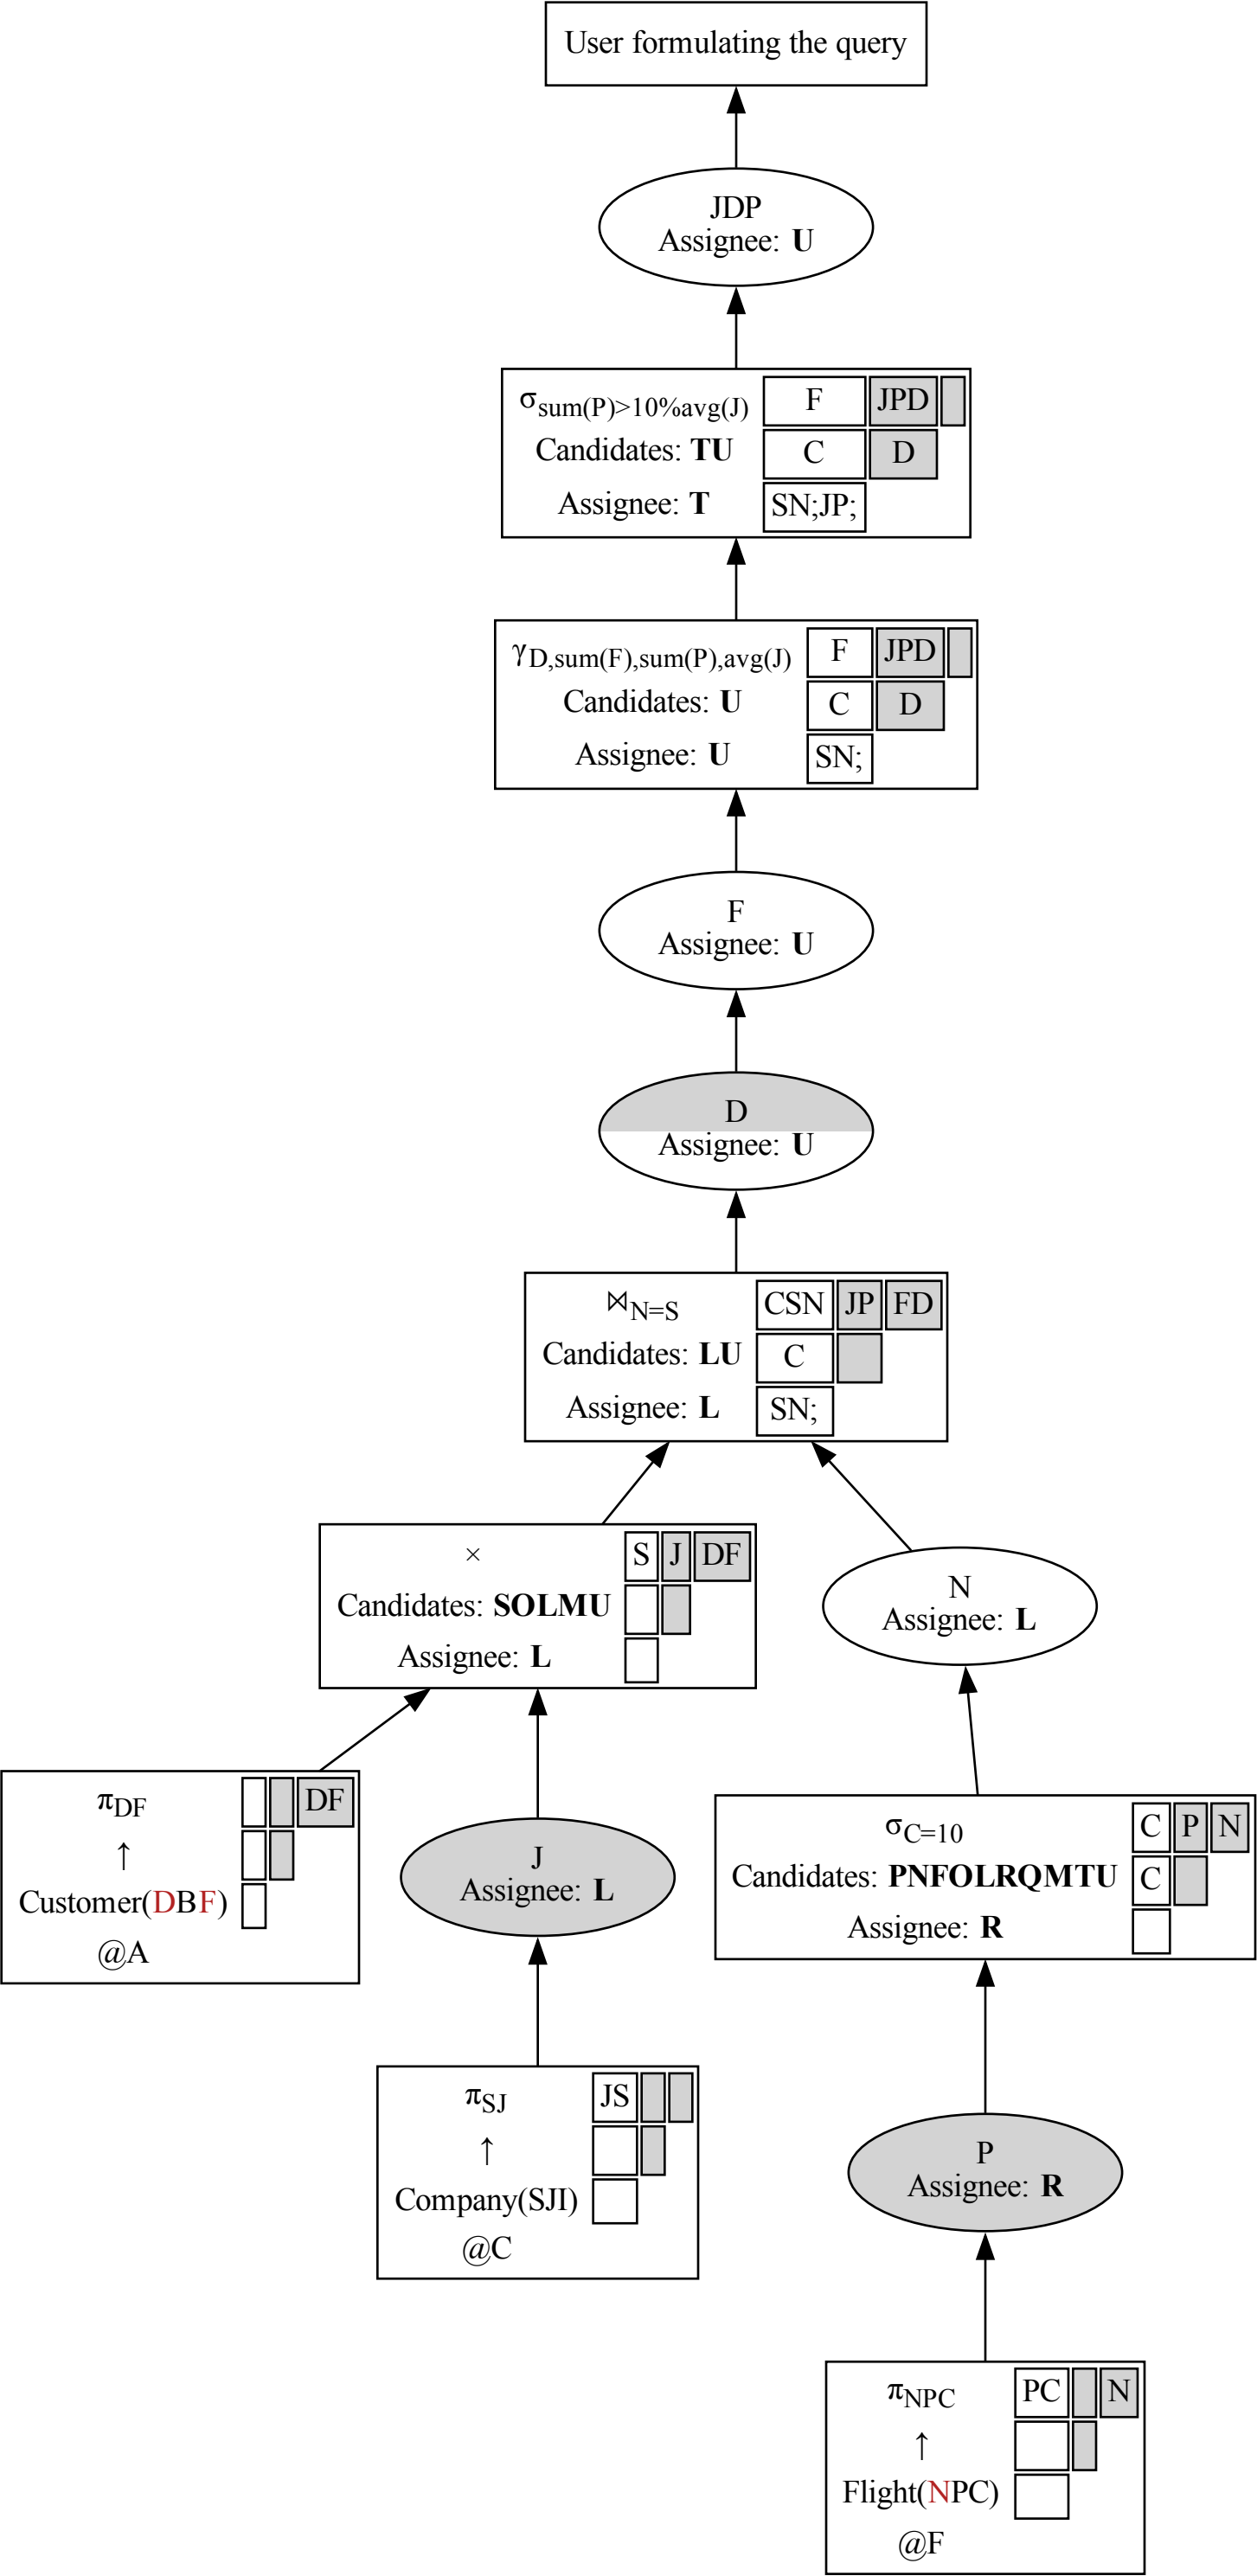 User formulating the query
JDP
Assignee: U
σsum(P)>10%avg(J) F JPD
Candidates: TU C D
Assignee: T SN;JP;
γD,sum(F),sum(P),avg(J) F JPD
Candidates: U C D
Assignee: U SN;
F
Assignee: U
D
Assignee: U
⋈N=S CSN JP FD
Candidates: LU C
Assignee: L SN;
× S J DF
Candidates: SOLMU
Assignee: L
N
Assignee: L
πDF DF
↑
Customer(DBF)
@A
J
Assignee: L
σC=10 C P N
Candidates: PNFOLRQMTU C
Assignee: R
πSJ JS
↑
Company(SJI)
@C
P
Assignee: R
πNPC PC N
↑
Flight(NPC)
@F